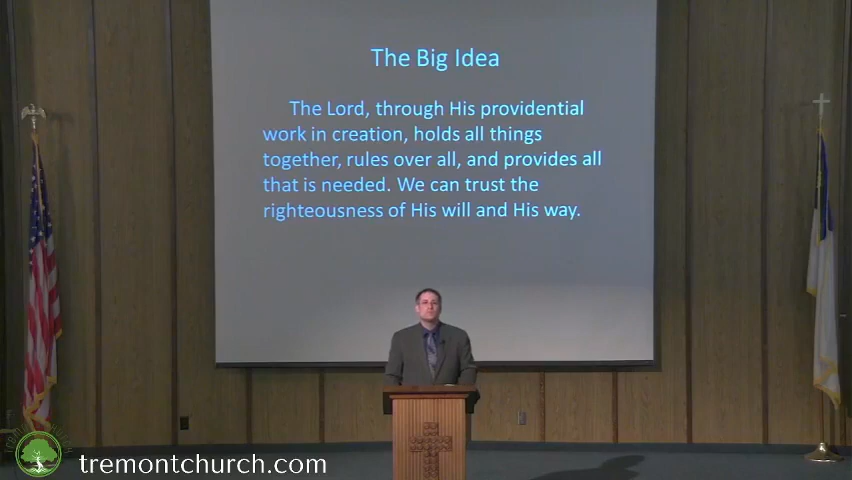 The Big Idea
The Lord, through His providential
work in creation, holds all things
together, rules over all, and provides all
that is needed. We can trust the
righteousness of His will and His way.
tremontchurch.com